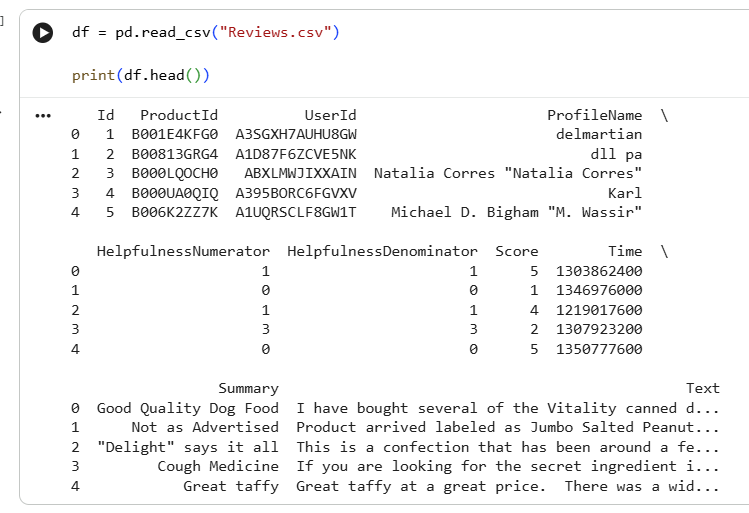 df = pd.read_csv("Reviews.csv")
print(df.head())
Id ProductId UserId ProfileName \
0 1 B001E4KFG0 A3SGXH7AUHU8GW delmartian
1 2 B00813GRG4 A1D87F6ZCVE5NK dll pa
2 3 B000LQOCH0 ABXLMWJIXXAIN Natalia Corres "Natalia Corres"
3 4 B000UA0QIQ A395BORC6FGVXV Karl
4 5 B006K2ZZ7K A1UQRSCLF8GW1T Michael D. Bigham "M. Wassir"
HelpfulnessNumerator HelpfulnessDenominator Score Time \
0 1 1 5 1303862400
1 0 0 1 1346976000
2 1 1 4 1219017600
3 3 3 2 1307923200
4 0 0 5 1350777600
Summary Text
0 Good Quality Dog Food I have bought several of the Vitality canned d...
1 Not as Advertised Product arrived labeled as Jumbo Salted Peanut...
2 "Delight" says it all This is a confection that has been around a fe...
3 Cough Medicine If you are looking for the secret ingredient i...
4 Great taffy Great taffy at a great price. There was a wid...